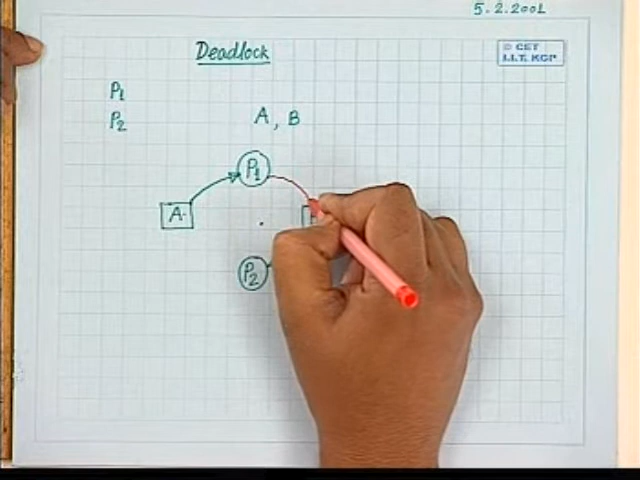 5.2.2001
Deadlock
© CET
I.I.T. KGP
P1
P2
A, B
P1
A
P2